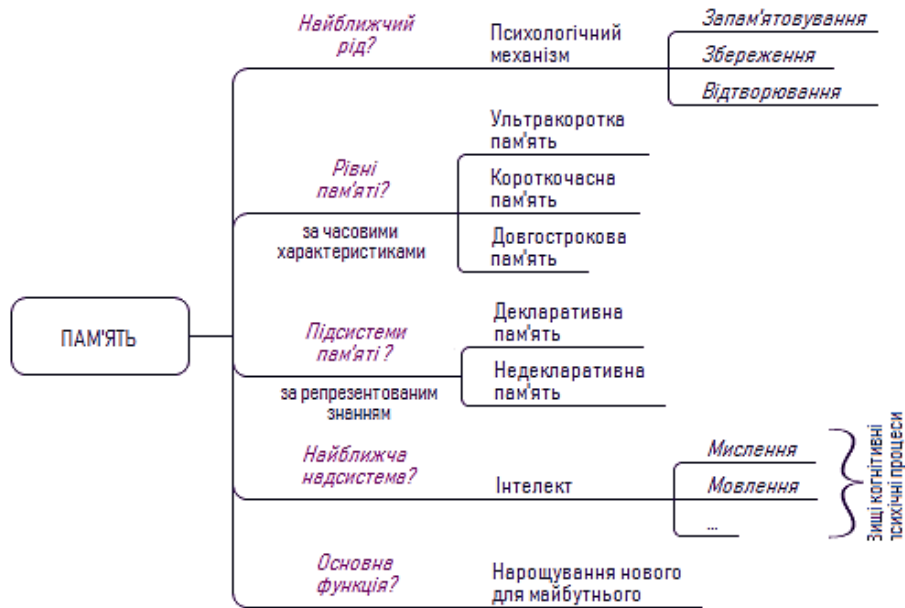 Найближчий
рід?
Психологічний
механізм
Запам'ятовування
Збереження
Відтворювання
Рівні
пам'яті?
за часовими
характеристиками
Ультракоротка
пам'ять
Короткочасна
пам'ять
Довгострокова
пам'ять
ПАМ'ЯТЬ
Підсистеми
пам'яті ?
за репрезентованим
знанням
Декларативна
пам'ять
Недекларативна
пам'ять
Найближча
надсистема?
Інтелект
Мислення
Мовлення
...
Вищі когнітивні
психічні процеси
Основна
функція?
Нарощування нового
для майбутнього